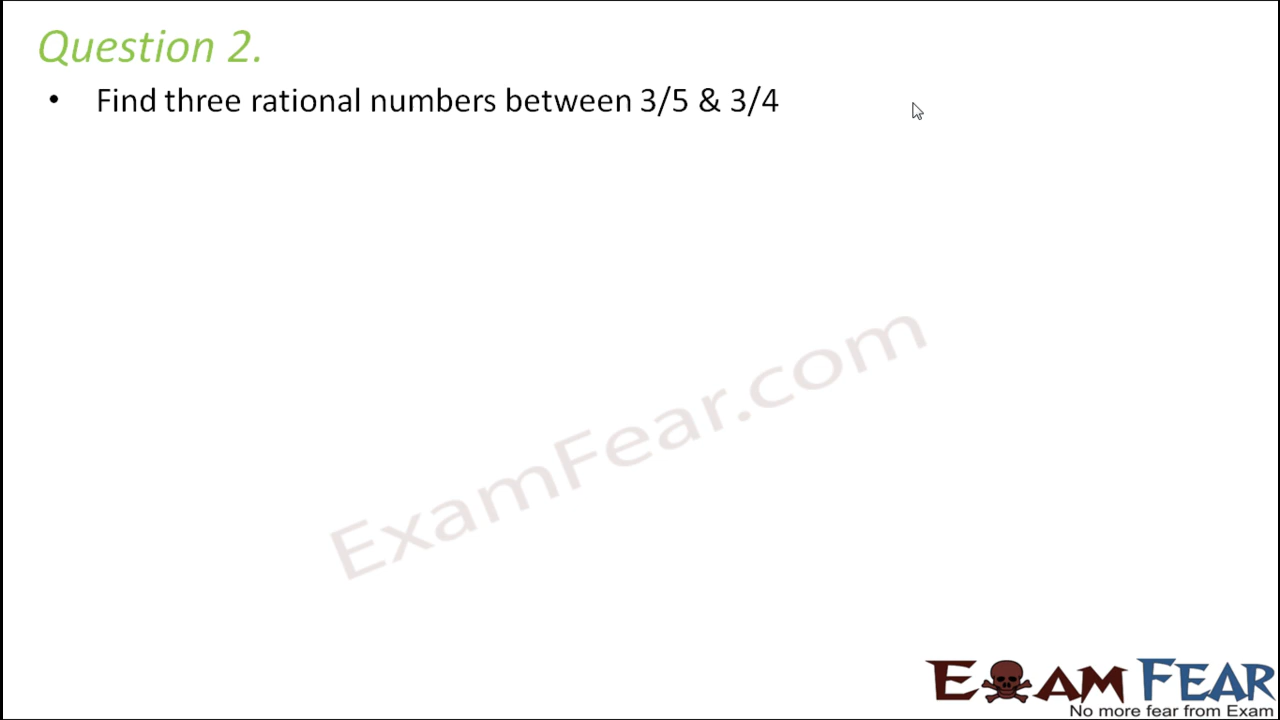 Question 2.
• Find three rational numbers between 3/5 & 3/4
ExamFear.com
EXAM FEAR
No more fear from Exam